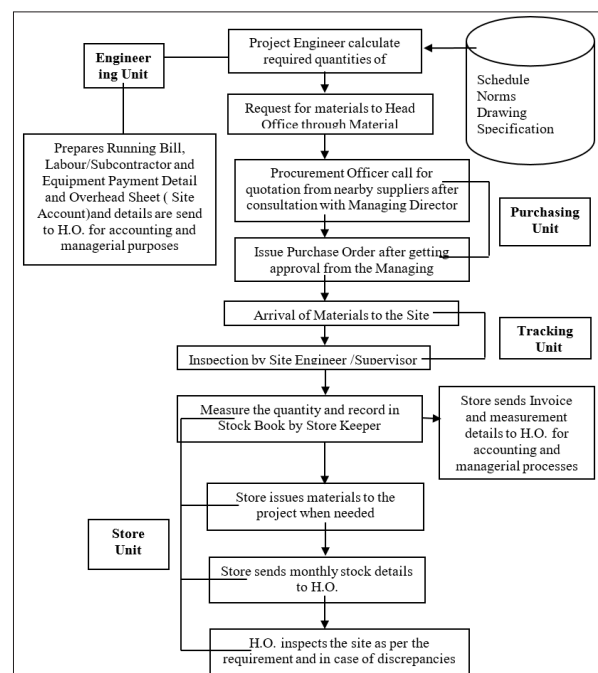 Project Engineer calculate
required quantities of
Engineer
ing Unit
Schedule
Norms
Drawing
Specification
Request for materials to Head
Office through Material
Prepares Running Bill,
Labour/Subcontractor and
Equipment Payment Detail
and Overhead Sheet ( Site
Account)and details are send
to H.O. for accounting and
managerial purposes
Procurement Officer call for
quotation from nearby suppliers after
consultation with Managing Director
Purchasing
Unit
Issue Purchase Order after getting
approval from the Managing
Arrival of Materials to the Site
Tracking
Unit
Inspection by Site Engineer /Supervisor
Measure the quantity and record in
Stock Book by Store Keeper
Store sends Invoice
and measurement
details to H.O. for
accounting and
managerial processes
Store issues materials to the
project when needed
Store
Unit
Store sends monthly stock details
to H.O.
H.O. inspects the site as per the
requirement and in case of discrepancies